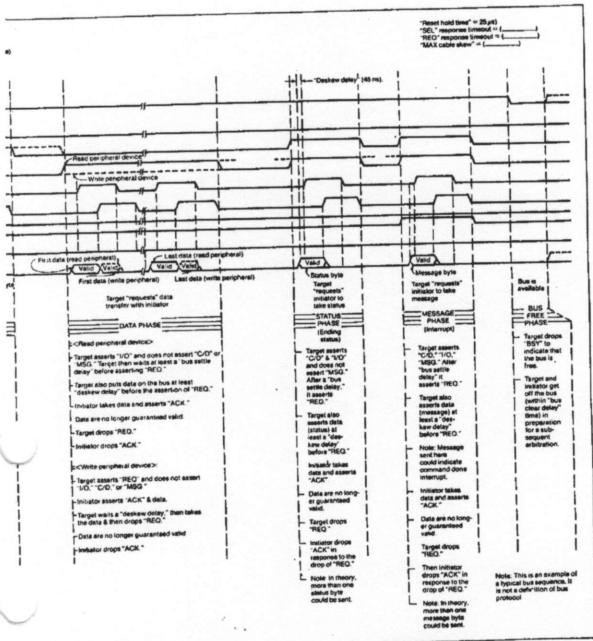 "Reset hold time" = 25 µs)
"SEL" response timeout = (
"REQ" response timeout = (
"MAX cable skew" = (
"Deskew delay" (45 ns).
Read peripheral device
Write peripheral device
First data (read peripheral)
Last data (read peripheral)
Valid Valid Valid Valid
First data (write peripheral)
Last data (write peripheral)
Target "requests" data
transfer with initiator
DATA PHASE
<Read peripheral device>
Target asserts "I/O" and does not assert "C/D" or
"MSG." Target then waits at least a "bus settle
delay" before asserting "REQ."
Target also puts data on the bus at least
"deskew delay" before the assertion of "REQ."
Initiator takes data and asserts "ACK."
Data are no longer guaranteed valid.
Target drops "REQ."
Initiator drops "ACK."
<Write peripheral device>
Target asserts "REQ" and does not assert
"I/O," "C/D," or "MSG"
Initiator asserts "ACK" & data.
Target waits a "deskew delay," then takes
the data & then drops "REQ."
Data are no longer guaranteed valid
Initiator drops "ACK."
Valid
Status byte
Target
"requests"
initiator to
take status
STATUS
PHASE
(Ending
status)
Target asserts
"C/D" & "I/O"
and does not
assert "MSG."
After a "bus
settle delay,"
it asserts
"REQ."
Target also
asserts data
(status) at
least a "des-
kew delay"
before "REQ."
Initiator takes
data and asserts
"ACK"
Data are no long-
er guaranteed
valid.
Target drops
"REQ."
Initiator drops
"ACK" in
response to the
drop of "REQ."
Note: In theory,
more than one
status byte
could be sent.
Valid
Message byte
Target "requests"
initiator to take
message
MESSAGE
PHASE
(Interrupt)
Target asserts
"C/D," "I/O,"
"MSG." After
"bus settle
delay" it
asserts "REQ."
Target also
asserts data
(message) at
least a "des-
kew delay"
before "REQ."
Note: Message
sent here
could indicate
command done
interrupt.
Initiator takes
data and asserts
"ACK."
Data are no long-
er guaranteed
valid.
Target drops
"REQ."
Then initiator
drops "ACK" in
response to the
drop of "REQ."
Note: In theory,
more than one
message byte
could be sent.
Bus is
available
BUS
FREE
PHASE
Target drops
"BSY" to
indicate that
the bus is
free.
Target and
initiator get
off the bus
(within "bus
clear delay"
time) in
preparation
for a sub-
sequent
arbitration.
Note: This is an example of
a typical bus sequence. It
is not a definition of bus
protocol